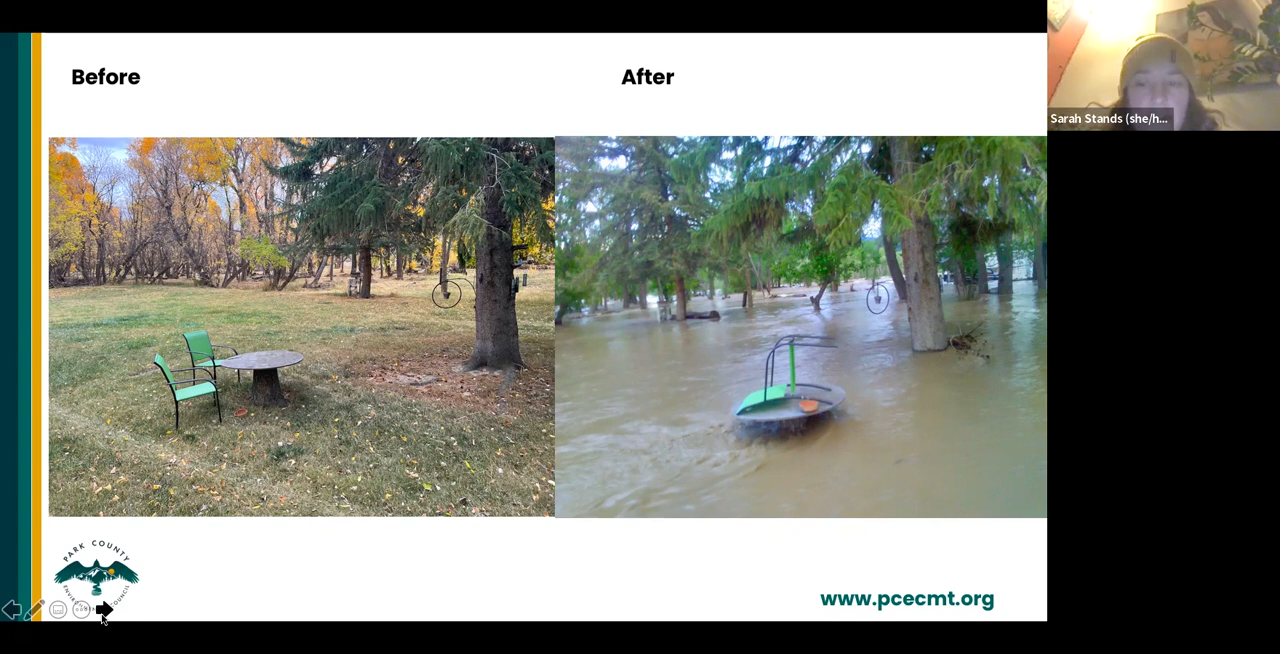 Before
After
Sarah Stands (she/h...
PARK COUNTY
www.pcecmt.org